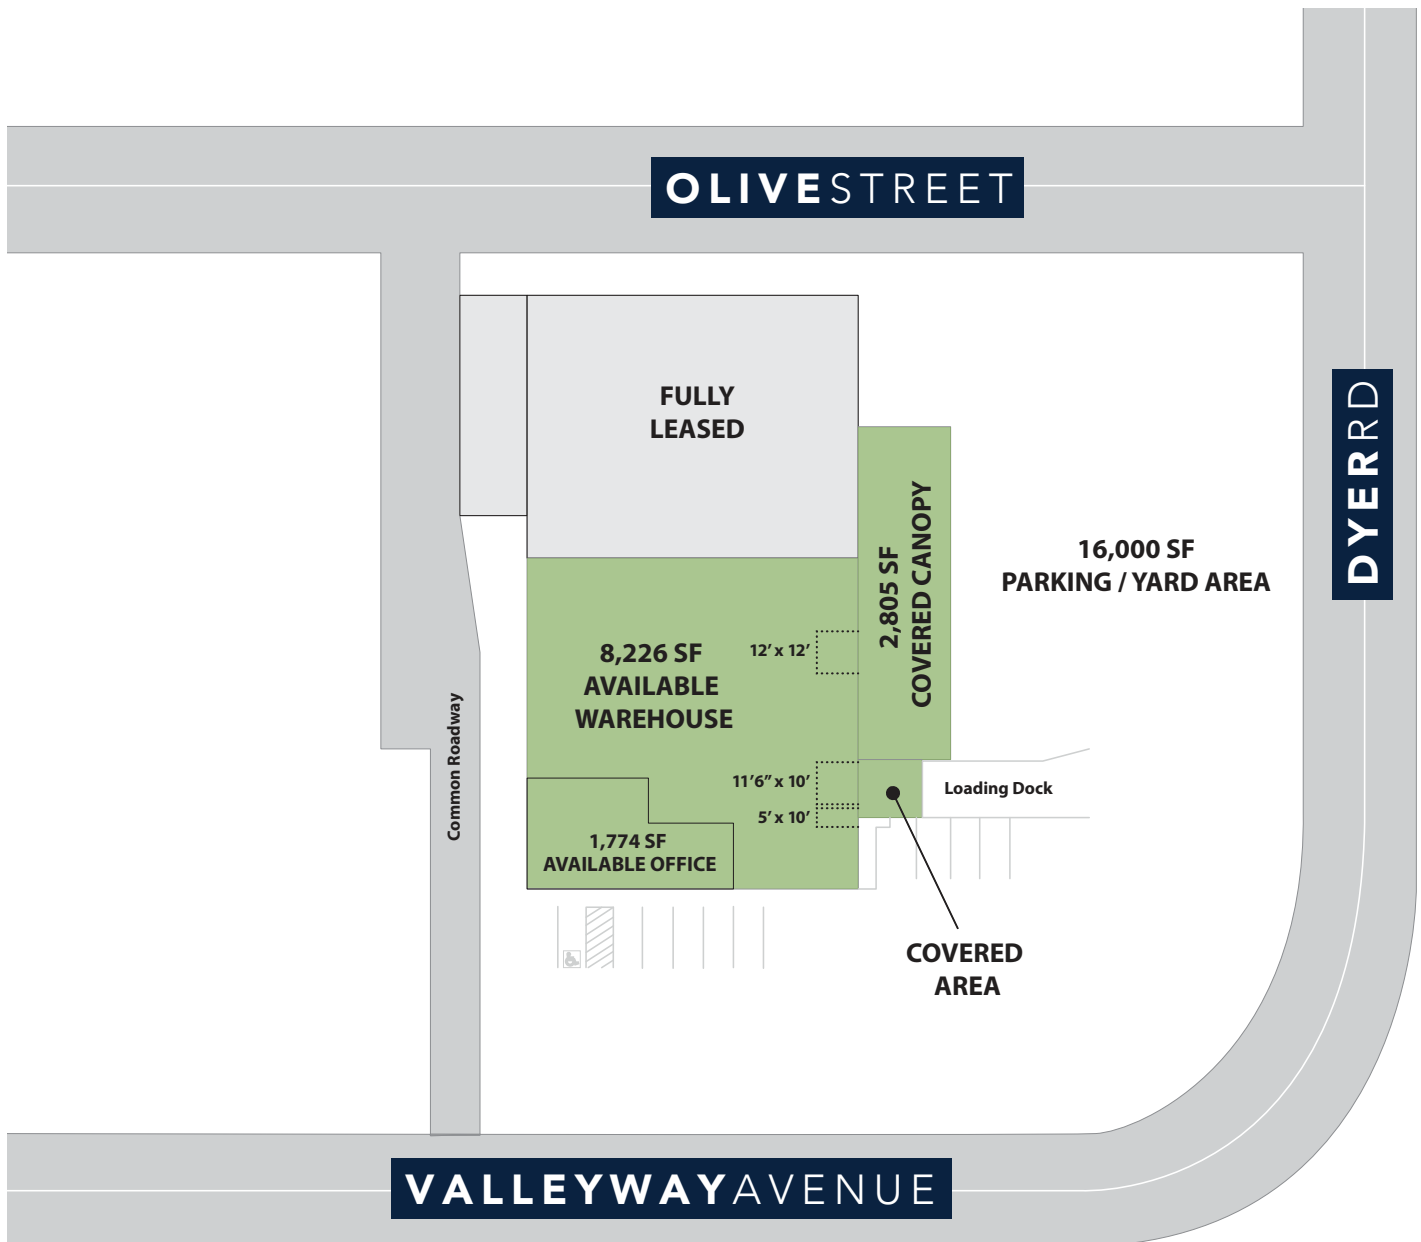 OLIVESTREET
FULLY
LEASED
DYERRD
2,805 SF
COVERED CANOPY
16,000 SF
PARKING / YARD AREA
8,226 SF
AVAILABLE
WAREHOUSE
12’ x 12’
Common Roadway
11’6” x 10’
5’ x 10’
Loading Dock
1,774 SF
AVAILABLE OFFICE
COVERED
AREA
VALLEYWAYAVENUE